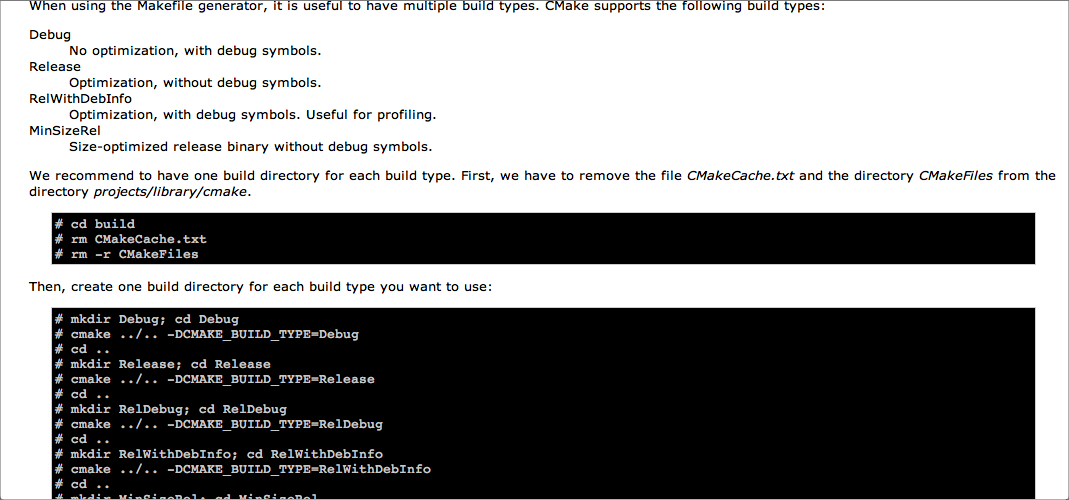 When using the Makefile generator, it is useful to have multiple build types. CMake supports the following build types:
Debug
No optimization, with debug symbols.
Release
Optimization, without debug symbols.
RelWithDebInfo
Optimization, with debug symbols. Useful for profiling.
MinSizeRel
Size-optimized release binary without debug symbols.
We recommend to have one build directory for each build type. First, we have to remove the file CMakeCache.txt and the directory CMakeFiles from the
directory projects/library/cmake.
# cd build
# rm CMakeCache.txt
# rm -r CMakeFiles
Then, create one build directory for each build type you want to use:
# mkdir Debug; cd Debug
# cmake ../.. -DCMAKE_BUILD_TYPE=Debug
# cd ..
# mkdir Release; cd Release
# cmake ../.. -DCMAKE_BUILD_TYPE=Release
# cd ..
# mkdir RelDebug; cd RelDebug
# cmake ../.. -DCMAKE_BUILD_TYPE=RelDebug
# cd ..
# mkdir RelWithDebInfo; cd RelWithDebInfo
# cmake ../.. -DCMAKE_BUILD_TYPE=RelWithDebInfo
# cd ..
# mkdir MinSizeRel; cd MinSizeRel